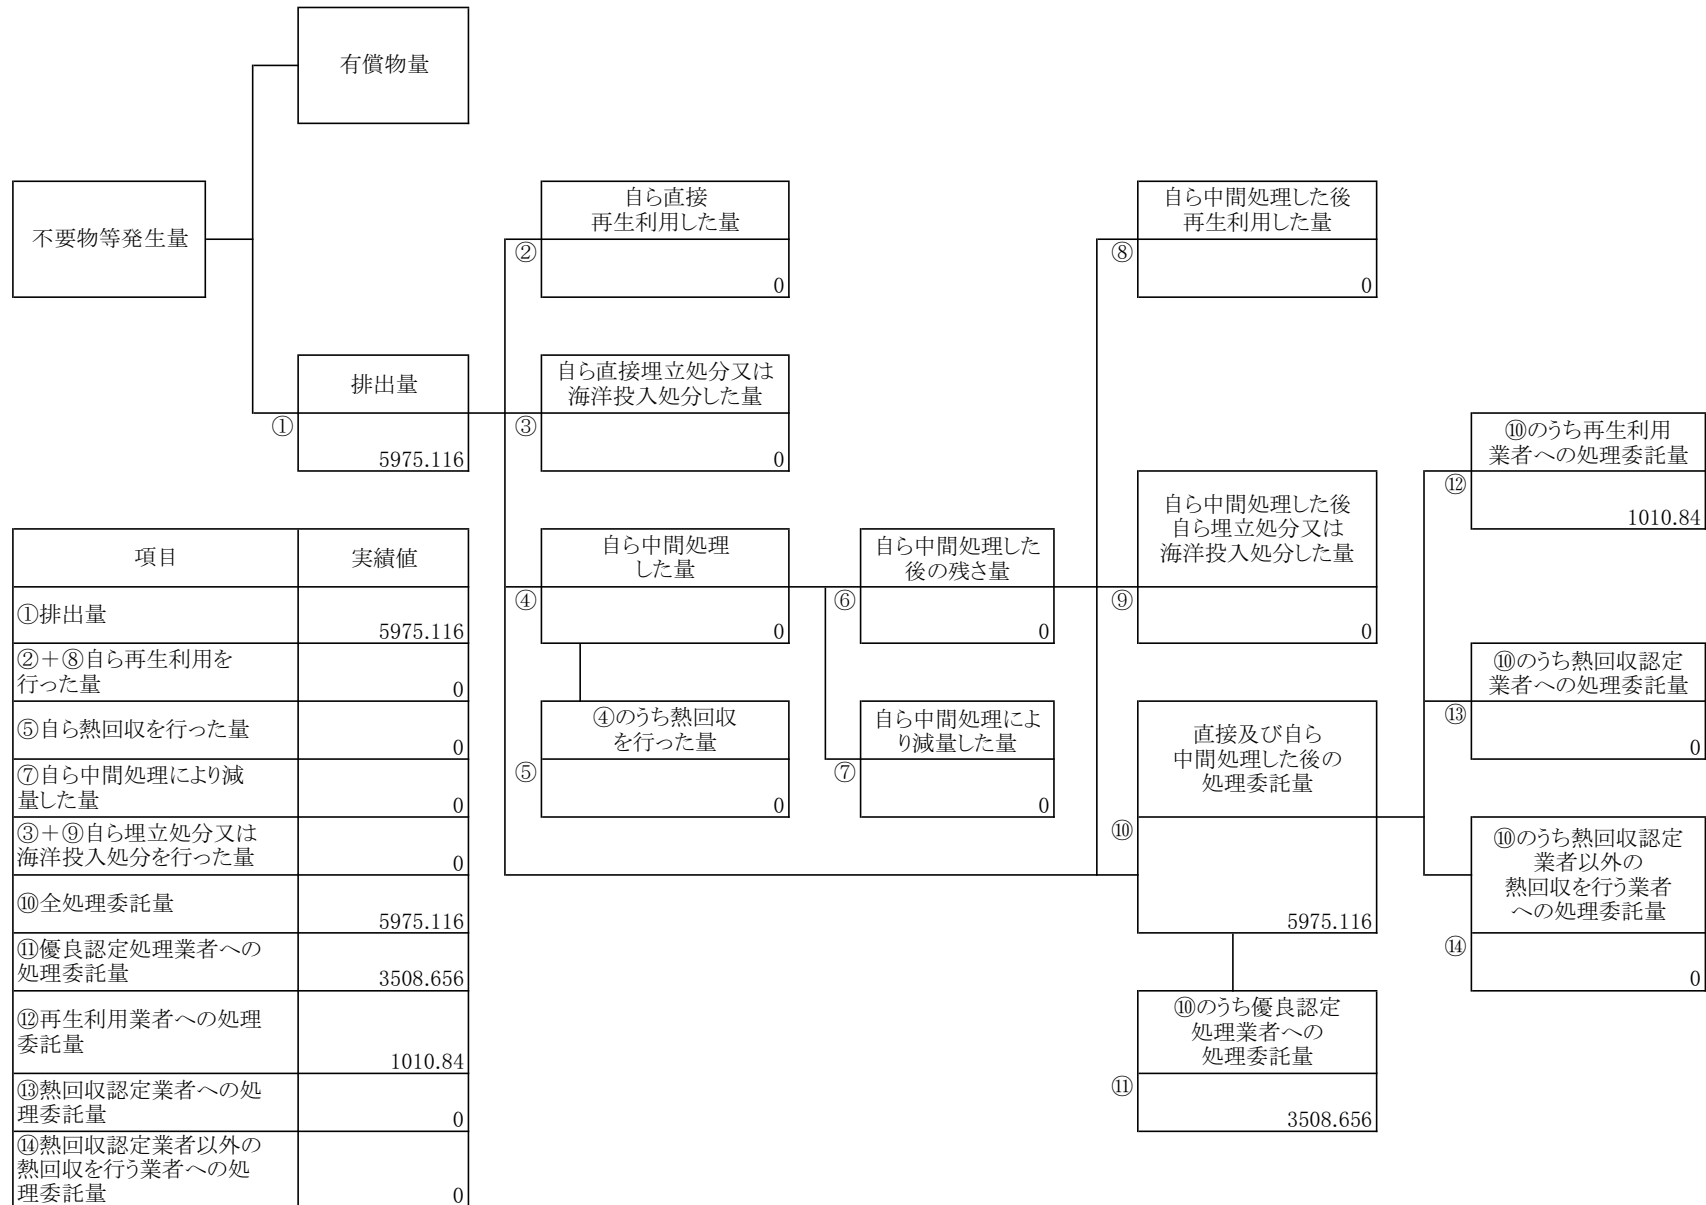 有償物量
不要物等発生量
自ら直接
再生利用した量
②
0
自ら中間処理した後
再生利用した量
⑧
0
排出量
①
5975.116
自ら直接埋立処分又は
海洋投入処分した量
③
0
⑩のうち再生利用
業者への処理委託量
⑫
1010.84
自ら中間処理
した量
④
0
自ら中間処理した
後の残さ量
⑥
0
自ら中間処理した後
自ら埋立処分又は
海洋投入処分した量
⑨
0
⑩のうち熱回収認定
業者への処理委託量
⑬
0
④のうち熱回収
を行った量
⑤
0
自ら中間処理によ
り減量した量
⑦
0
直接及び自ら
中間処理した後の
処理委託量
⑩
5975.116
⑩のうち熱回収認定
業者以外の
熱回収を行う業者
への処理委託量
⑭
0
⑩のうち優良認定
処理業者への
処理委託量
⑪
3508.656
項目 実績値
①排出量
5975.116
②＋⑧自ら再生利用を
行った量
0
⑤自ら熱回収を行った量
0
⑦自ら中間処理により減
量した量
0
③＋⑨自ら埋立処分又は
海洋投入処分を行った量
0
⑩全処理委託量
5975.116
⑪優良認定処理業者への
処理委託量
3508.656
⑫再生利用業者への処理
委託量
1010.84
⑬熱回収認定業者への処
理委託量
0
⑭熱回収認定業者以外の
熱回収を行う業者への処
理委託量
0